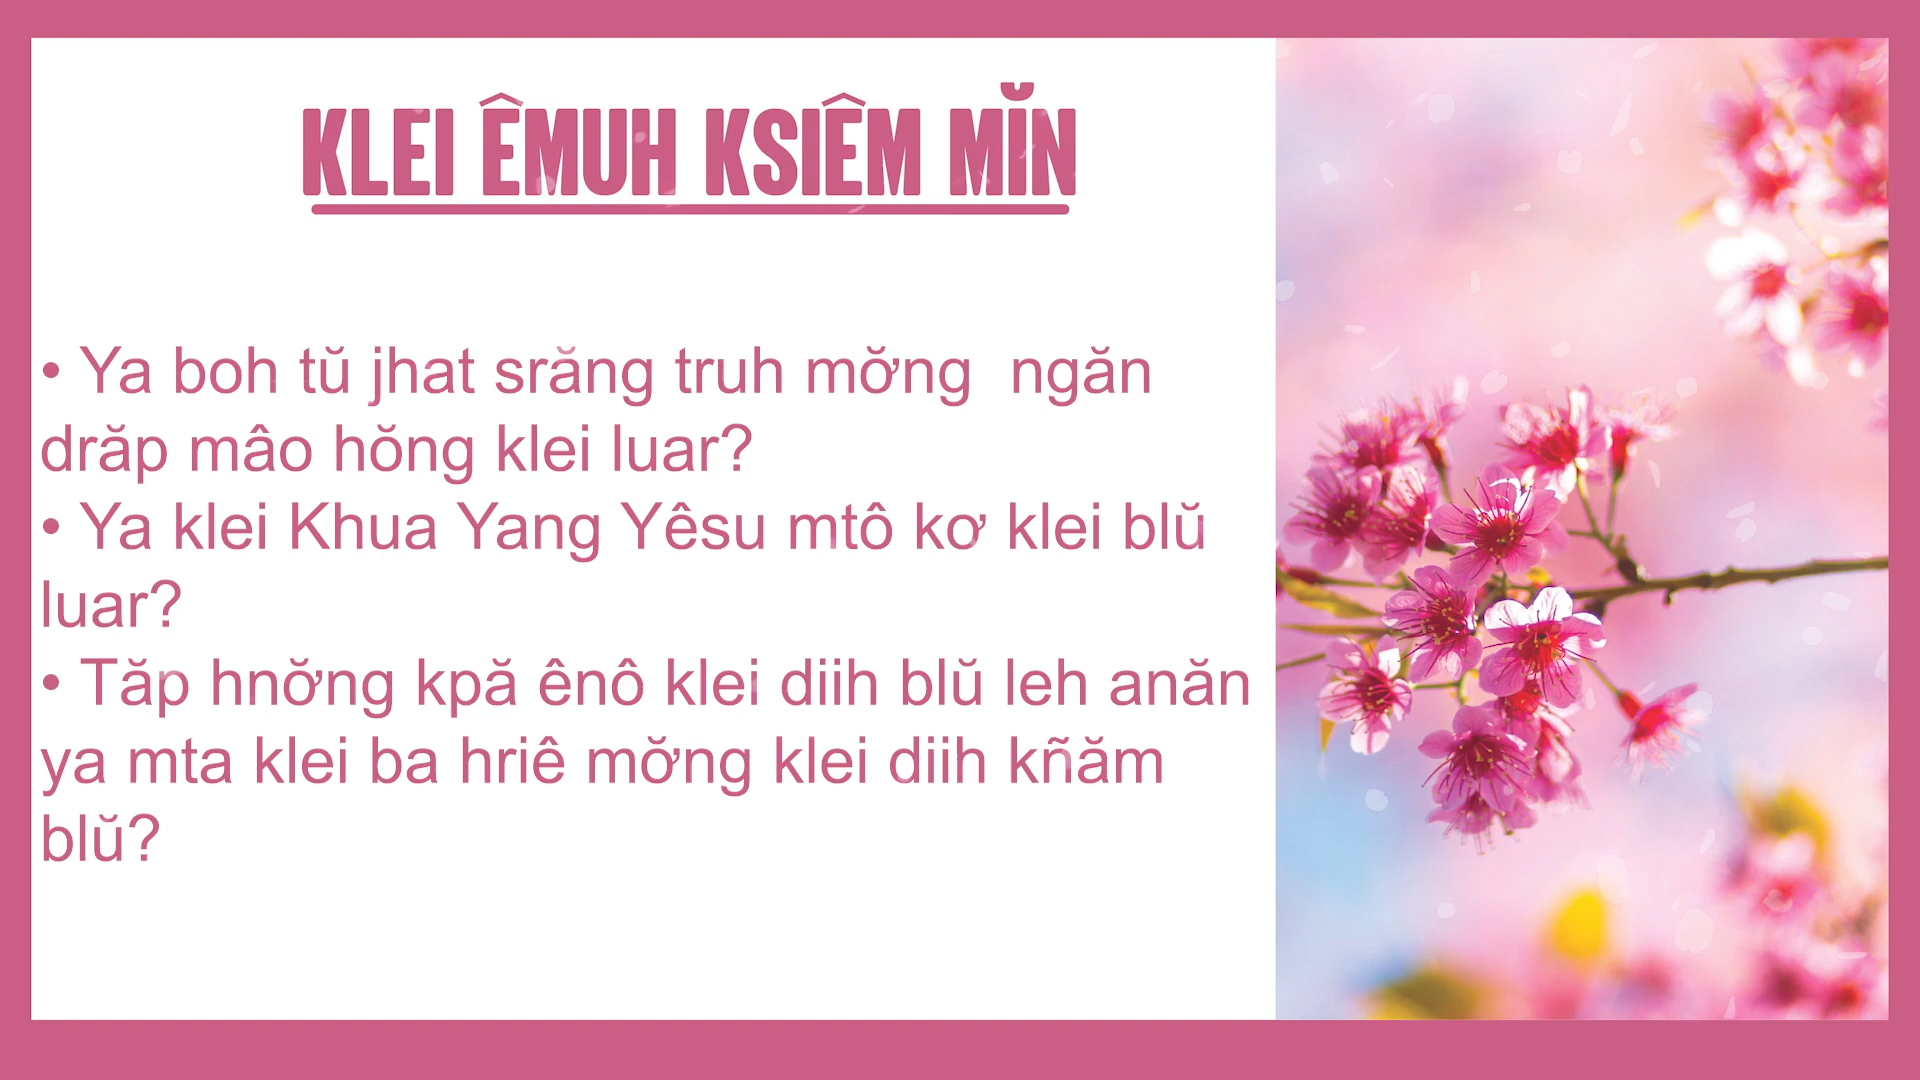 KLEI ÊMUH KSIÊM MĬN
• Ya boh tŭ jhat srăng truh mơ̆ng  ngăn
drăp mâo hŏng klei luar?
• Ya klei Khua Yang Yêsu mtô kơ klei blŭ
luar?
• Tăp hnơ̆ng kpă ênô klei diih blŭ leh anăn
ya mta klei ba hriê mơ̆ng klei diih kñăm
blŭ?